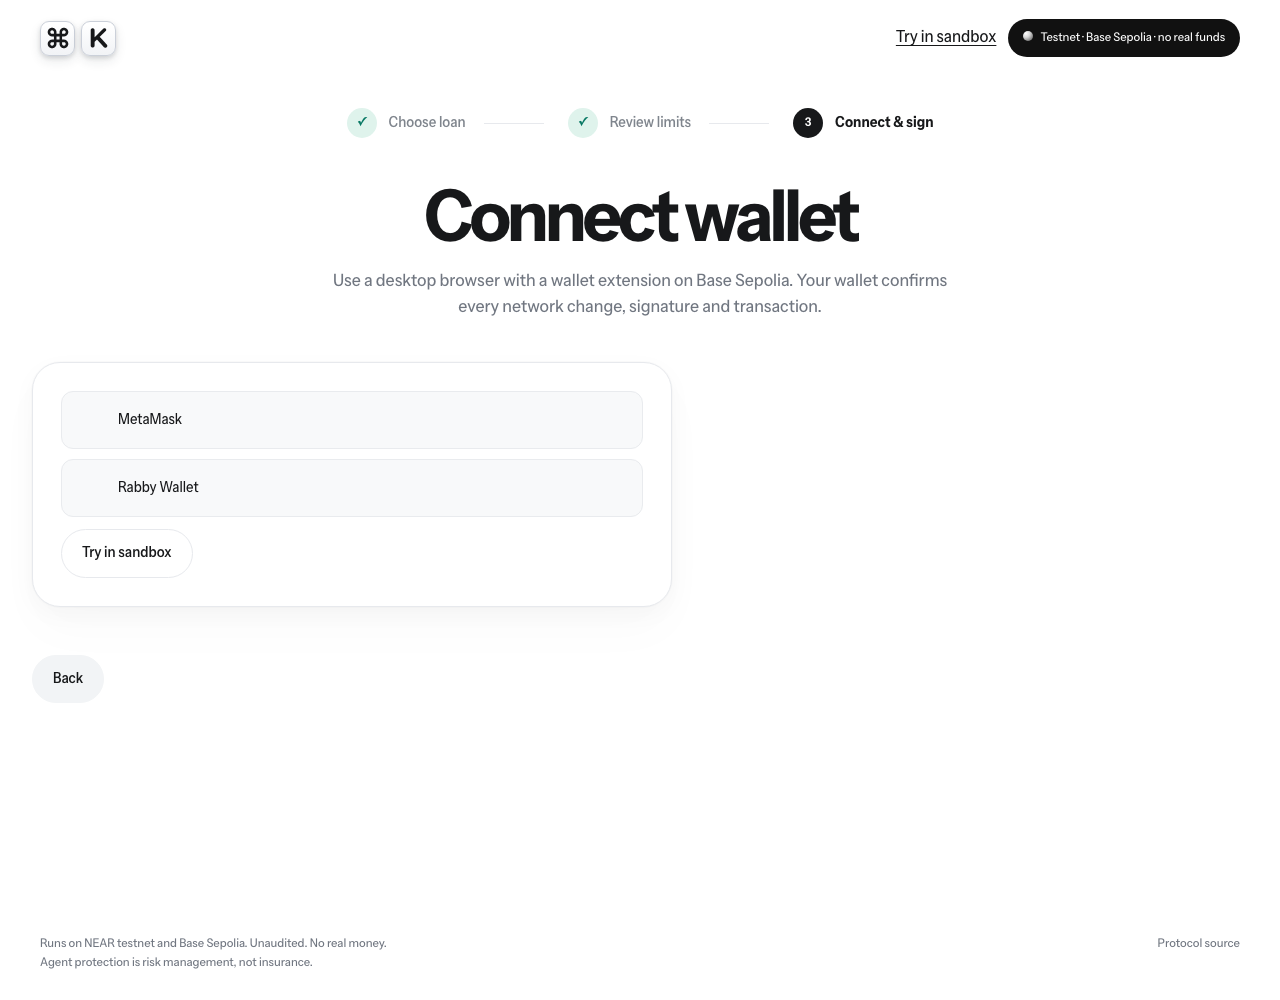 ⌘ K
Try in sandbox
Testnet · Base Sepolia · no real funds
✓ Choose loan
✓ Review limits
3 Connect & sign
Connect wallet
Use a desktop browser with a wallet extension on Base Sepolia. Your wallet confirms
every network change, signature and transaction.
MetaMask
Rabby Wallet
Try in sandbox
Back
Runs on NEAR testnet and Base Sepolia. Unaudited. No real money.
Agent protection is risk management, not insurance.
Protocol source